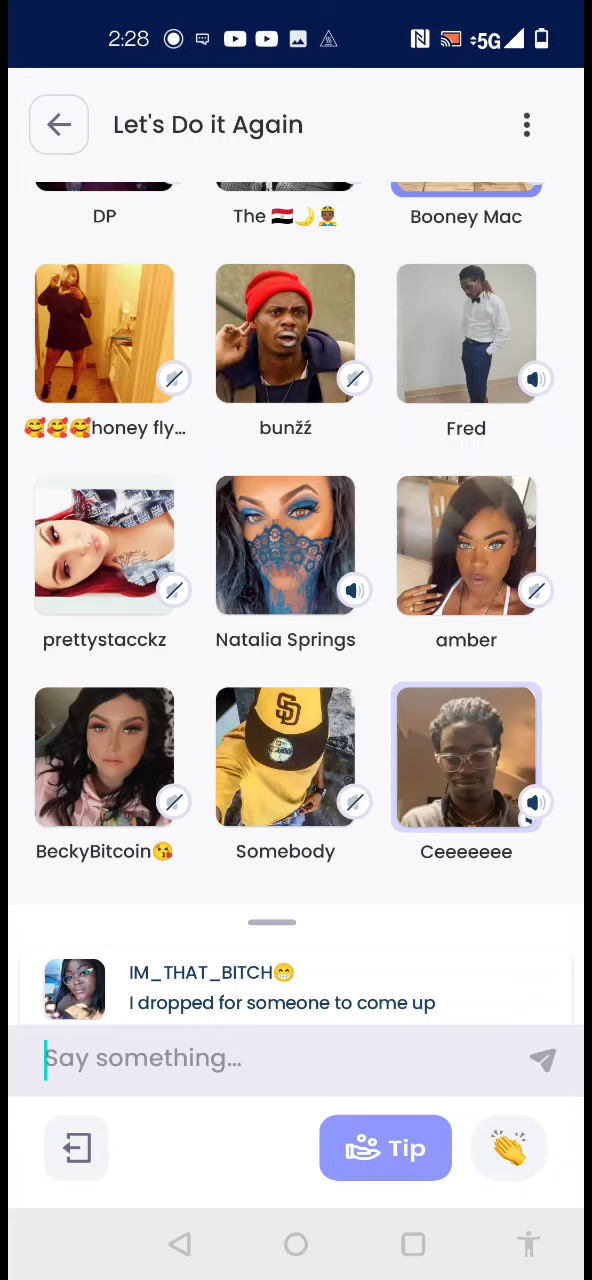 2:28 5G
Let's Do it Again
DP The 🇪🇬🌙🤴🏾 Booney Mac
🥰🥰🥰honey fly... bunžź Fred
prettystacckz Natalia Springs amber
BeckyBitcoin😘 Somebody Ceeeeeee
IM_THAT_BITCH😁
I dropped for someone to come up
Say something...
Tip